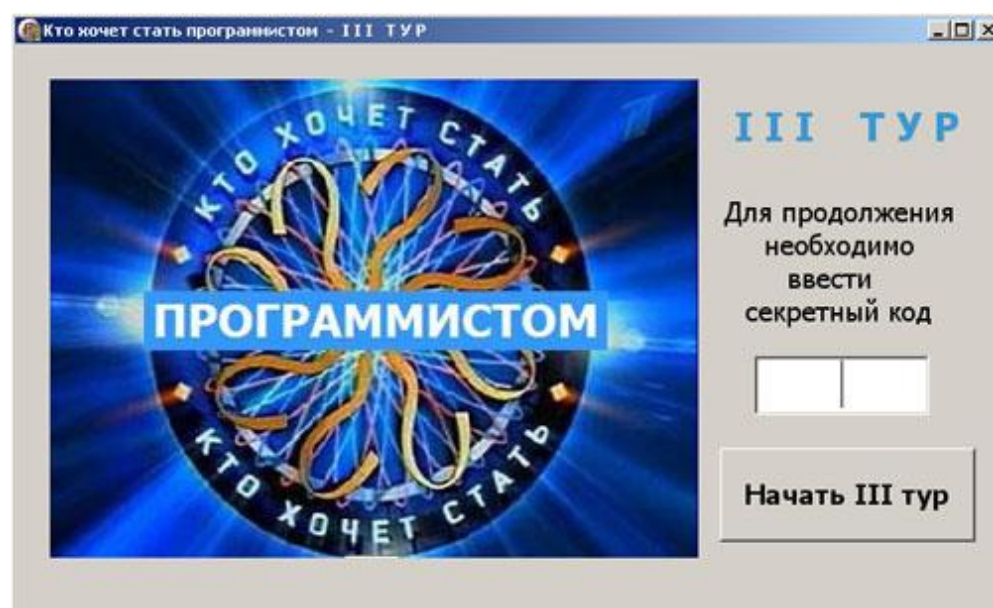 Кто хочет стать программистом - III ТУР
КТО ХОЧЕТ СТАТЬ
ПРОГРАММИСТОМ
КТО ХОЧЕТ СТАТЬ
III ТУР
Для продолжения
необходимо
ввести
секретный код
Начать III тур